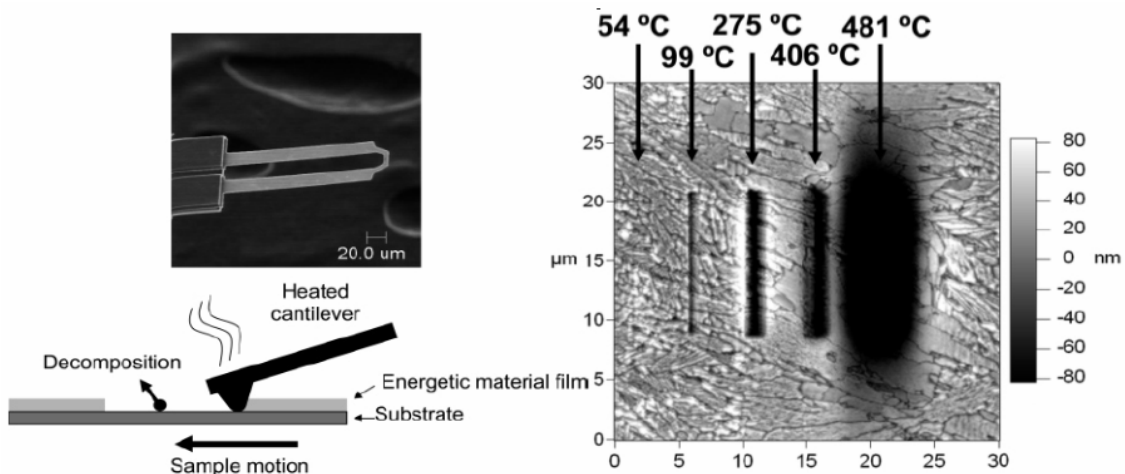 20.0 um
Heated
cantilever
Decomposition
Energetic material film
Substrate
Sample motion
54 ºC
275 ºC
481 ºC
99 ºC
406 ºC
30
25
20
µm
15
10
5
0
0
5
10
15
20
25
30
80
60
40
20
0
nm
-20
-40
-60
-80